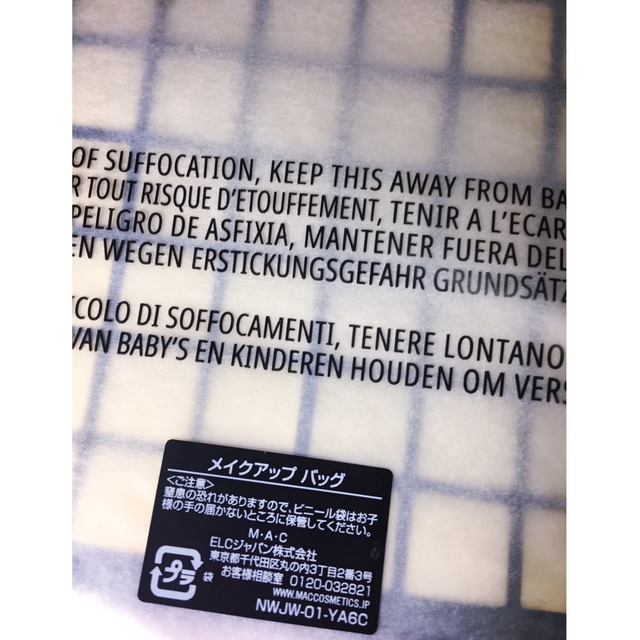 OF SUFFOCATION, KEEP THIS AWAY FROM BA
R TOUT RISQUE D'ETOUFFEMENT, TENIR A L'ECAR
PELIGRO DE ASFIXIA, MANTENER FUERA DEL
EN WEGEN ERSTICKUNGSGEFAHR GRUNDSÄTZ
COLO DI SOFFOCAMENTI, TENERE LONTANO
VAN BABY'S EN KINDEREN HOUDEN OM VERS
メイクアップ バッグ
<ご注意>
窒息の恐れがありますので、ビニール袋はお子
様の手の届かないところに保管してください。
M・A・C
ELCジャパン株式会社
東京都千代田区丸の内3丁目2番3号
お客様相談室 0120-032821
WWW.MACCOSMETICS.JP
プラ 袋
NWJW-01-YA6C